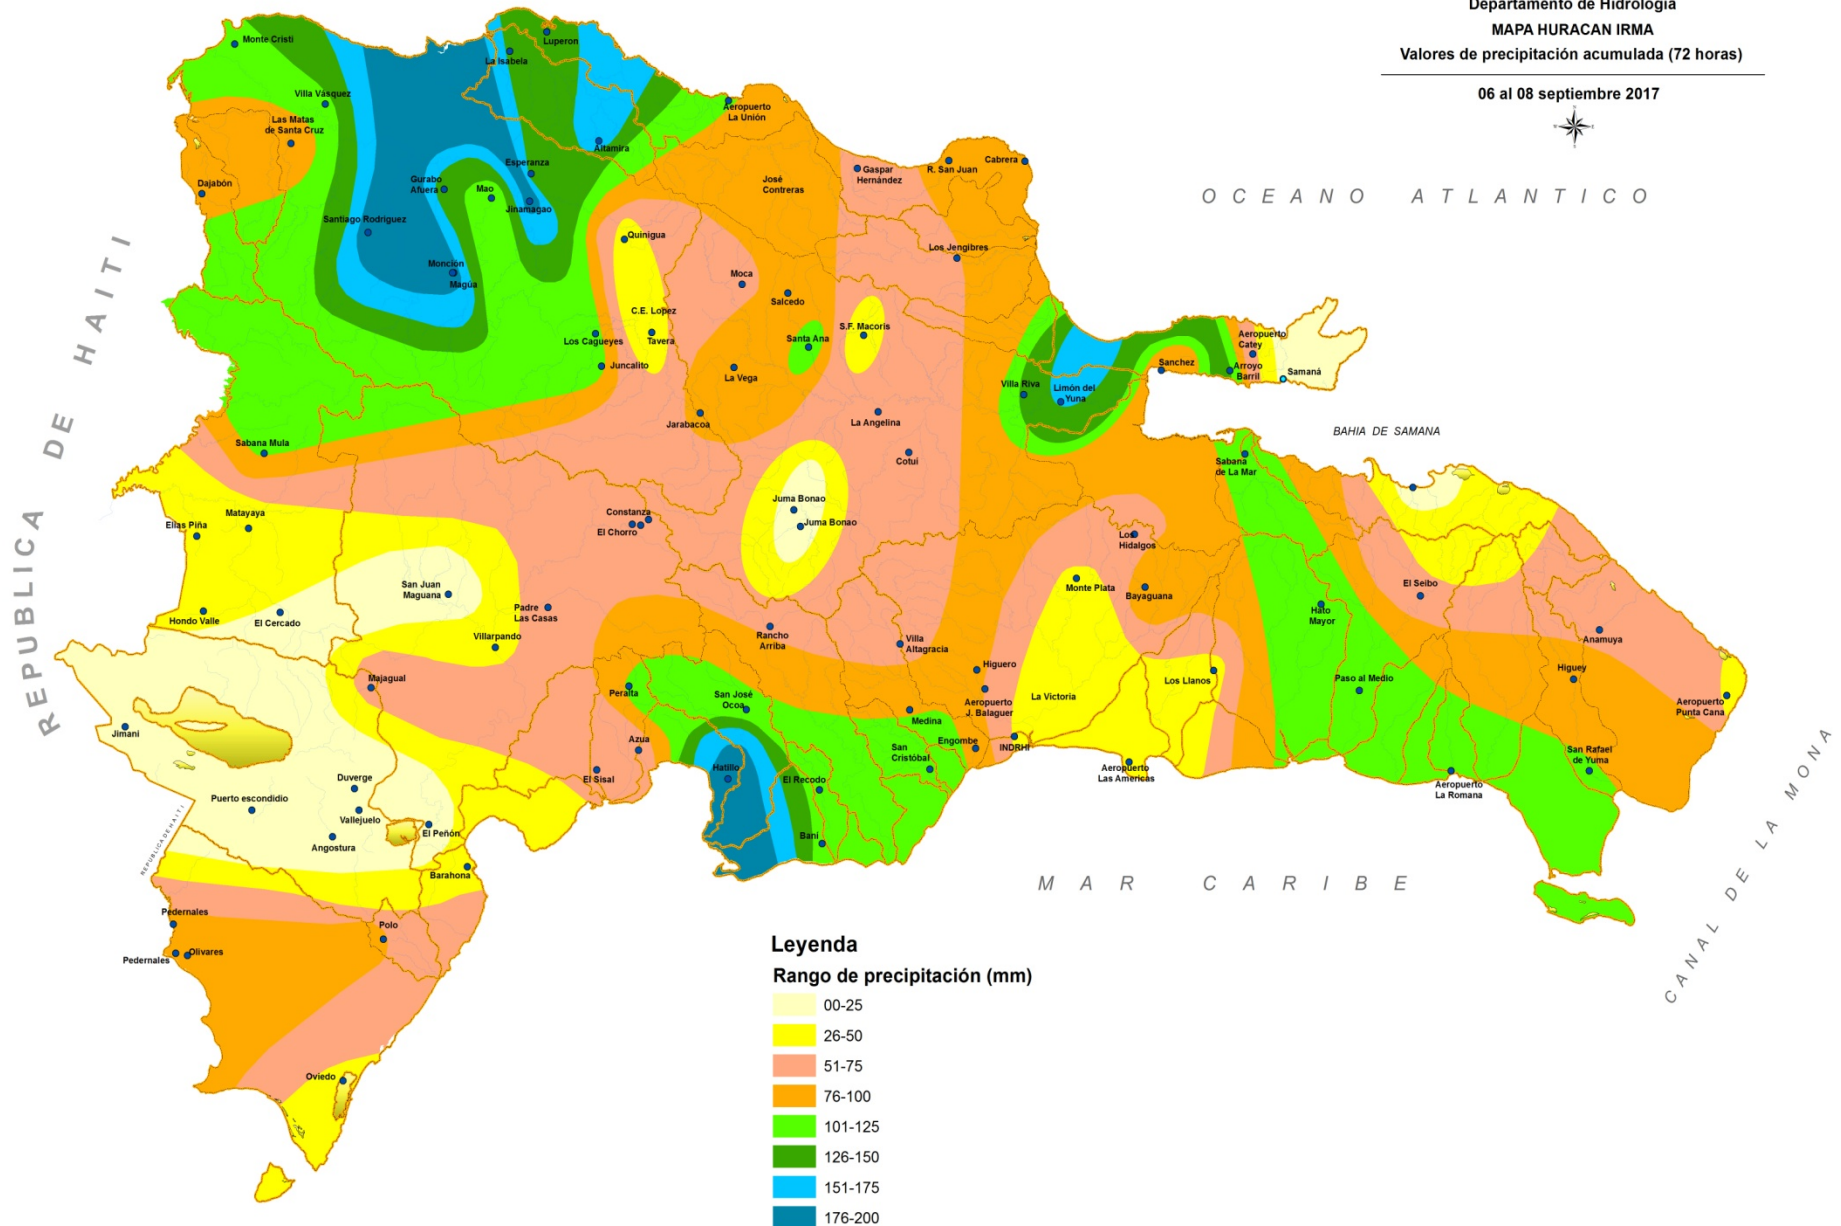 Departamento de Hidrología
MAPA HURACAN IRMA
Valores de precipitación acumulada (72 horas)
06 al 08 septiembre 2017
OCEANO ATLANTICO
REPUBLICA DE HAITI
Monte Cristi
Luperon
La Isabela
Villa Vásquez
Aeropuerto
La Unión
Las Matas
de Santa Cruz
Altamira
Esperanza
Gaspar
Hernández
R. San Juan
Cabrera
Dajabón
Gurabo
Afuera
Mao
José
Contreras
Jinamagao
Santiago Rodriguez
Quinigua
Los Jengibres
Monción
Magua
Moca
Salcedo
C.E. Lopez
Tavera
Los Cagueyes
Santa Ana
S.F. Macoris
Aeropuerto
Catey
Juncalito
La Vega
Sanchez
Arroyo
Barril
Samaná
Villa Riva
Limón del
Yuna
Jarabacoa
La Angelina
BAHIA DE SAMANA
Sabana Mula
Cotui
Sabana
de La Mar
Juma Bonao
Juma Bonao
Matayaya
Elias Piña
Constanza
El Chorro
Los
Hidalgos
San Juan
Maguana
Monte Plata
Bayaguana
El Seibo
Hondo Valle
El Cercado
Padre
Las Casas
Hato
Mayor
Villarpando
Rancho
Arriba
Villa
Altagracia
Anamuya
Majagual
Higuero
Los Llanos
Paso al Medio
Higuey
Peralta
San José
Ocoa
La Victoria
Aeropuerto
J. Balaguer
Aeropuerto
Punta Cana
Jimani
Medina
Azua
Engombe
INDRHI
San
Cristóbal
San Rafael
de Yuma
El Sisal
Hatillo
El Recodo
Aeropuerto
Las Americas
Aeropuerto
La Romana
Duverge
Puerto escondidio
Vallejuelo
El Peñón
Angostura
Bani
REPUBLICA DE HAITI
Barahona
MAR CARIBE
CANAL DE LA MONA
Pedernales
Polo
Olivares
Pedernales
Oviedo
Leyenda
Rango de precipitación (mm)
00-25
26-50
51-75
76-100
101-125
126-150
151-175
176-200